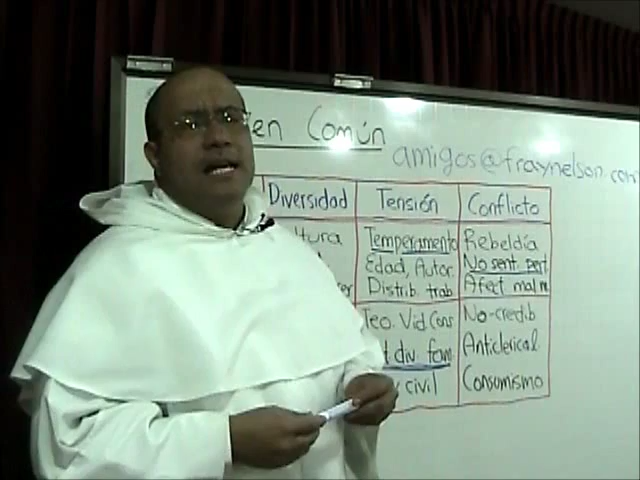 en Común
amigos@fraynelson.com
Diversidad Tensión Conflicto
ltura Temperamento Rebeldía
Edad, Autor. No sent. pert
Distrib. trab. Afect mal m
Teo. Vid Cons No-credib
div. fam Anticlerical
civil Consumismo